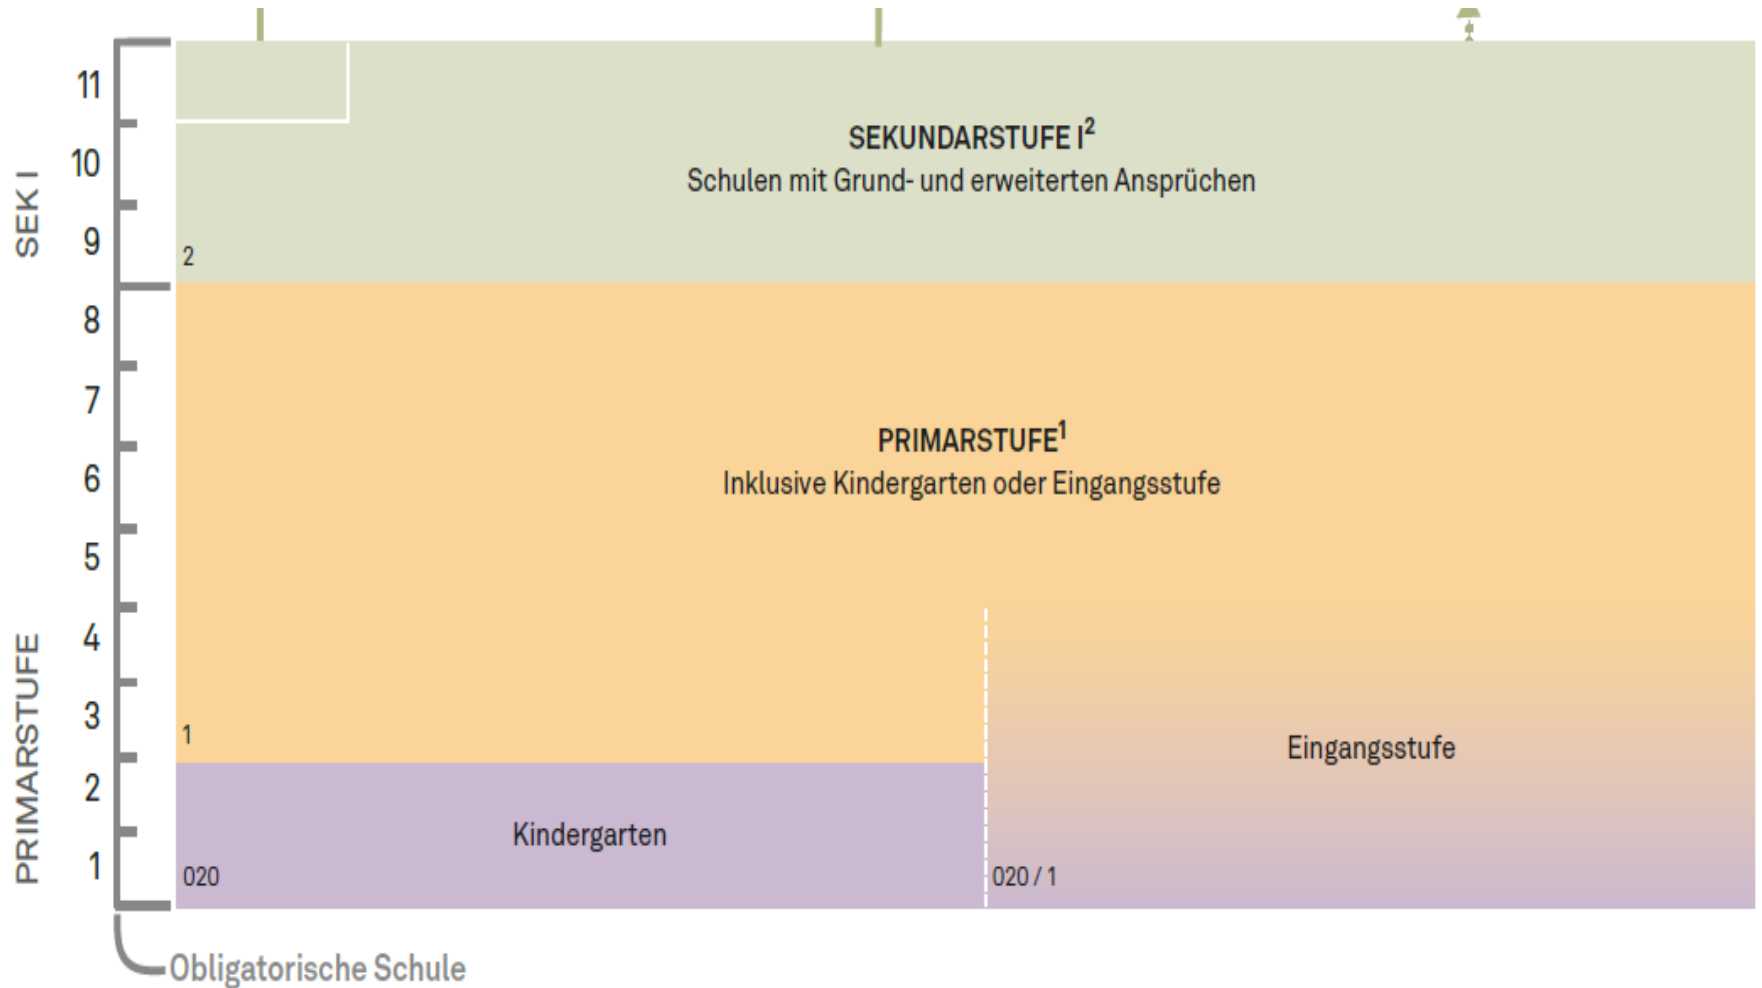 11
10
9
8
7
6
5
4
3
2
1
SEK I
PRIMARSTUFE
SEKUNDARSTUFE I²
Schulen mit Grund- und erweiterten Ansprüchen
2
PRIMARSTUFE¹
Inklusive Kindergarten oder Eingangsstufe
1
Eingangsstufe
Kindergarten
020
020 / 1
Obligatorische Schule